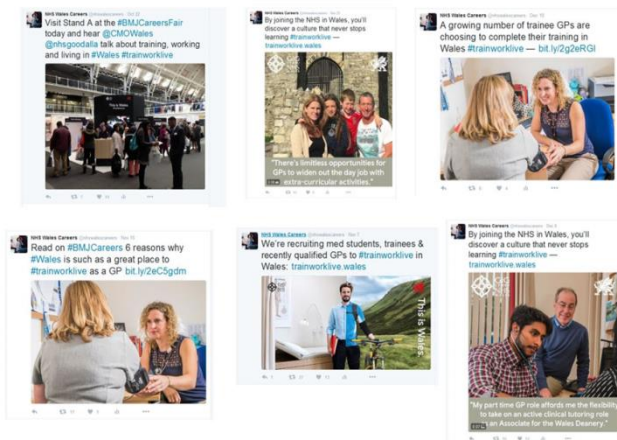 NHS Wales Careers
Visit Stand A at the #BMJCareersFair
today and hear @CMOWales
@nhsgoodalla talk about training, working
and living in #Wales #trainworklive
NHS Wales Careers
By joining the NHS in Wales, you'll
discover a culture that never stops
learning #trainworklive —
trainworklive.wales
"There's limitless opportunities for
GPs to widen out the day job with
extra-curricular activities."
NHS Wales Careers
A growing number of trainee GPs are
choosing to complete their training in
Wales #trainworklive — bit.ly/2g2eRGl
NHS Wales Careers
Read on #BMJCareers 6 reasons why
#Wales is such as a great place to
#trainworklive as a GP bit.ly/2eC5gdm
NHS Wales Careers
We're recruiting med students, trainees &
recently qualified GPs to #trainworklive in
Wales: trainworklive.wales
This is Wales.
NHS Wales Careers
By joining the NHS in Wales, you'll
discover a culture that never stops
learning #trainworklive —
trainworklive.wales
"My part time GP role affords me the flexibility
to take on an active clinical tutoring role
an Associate for the Wales Deanery."